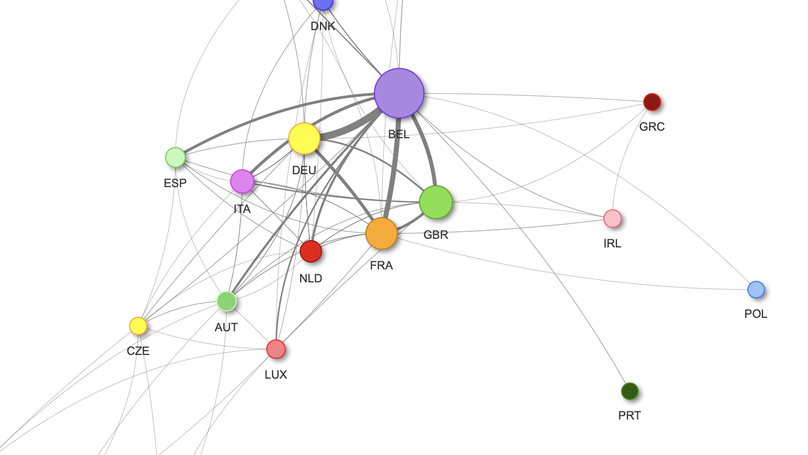 DNK
GRC
BEL
DEU
ESP
ITA
GBR
IRL
FRA
NLD
POL
AUT
CZE
LUX
PRT